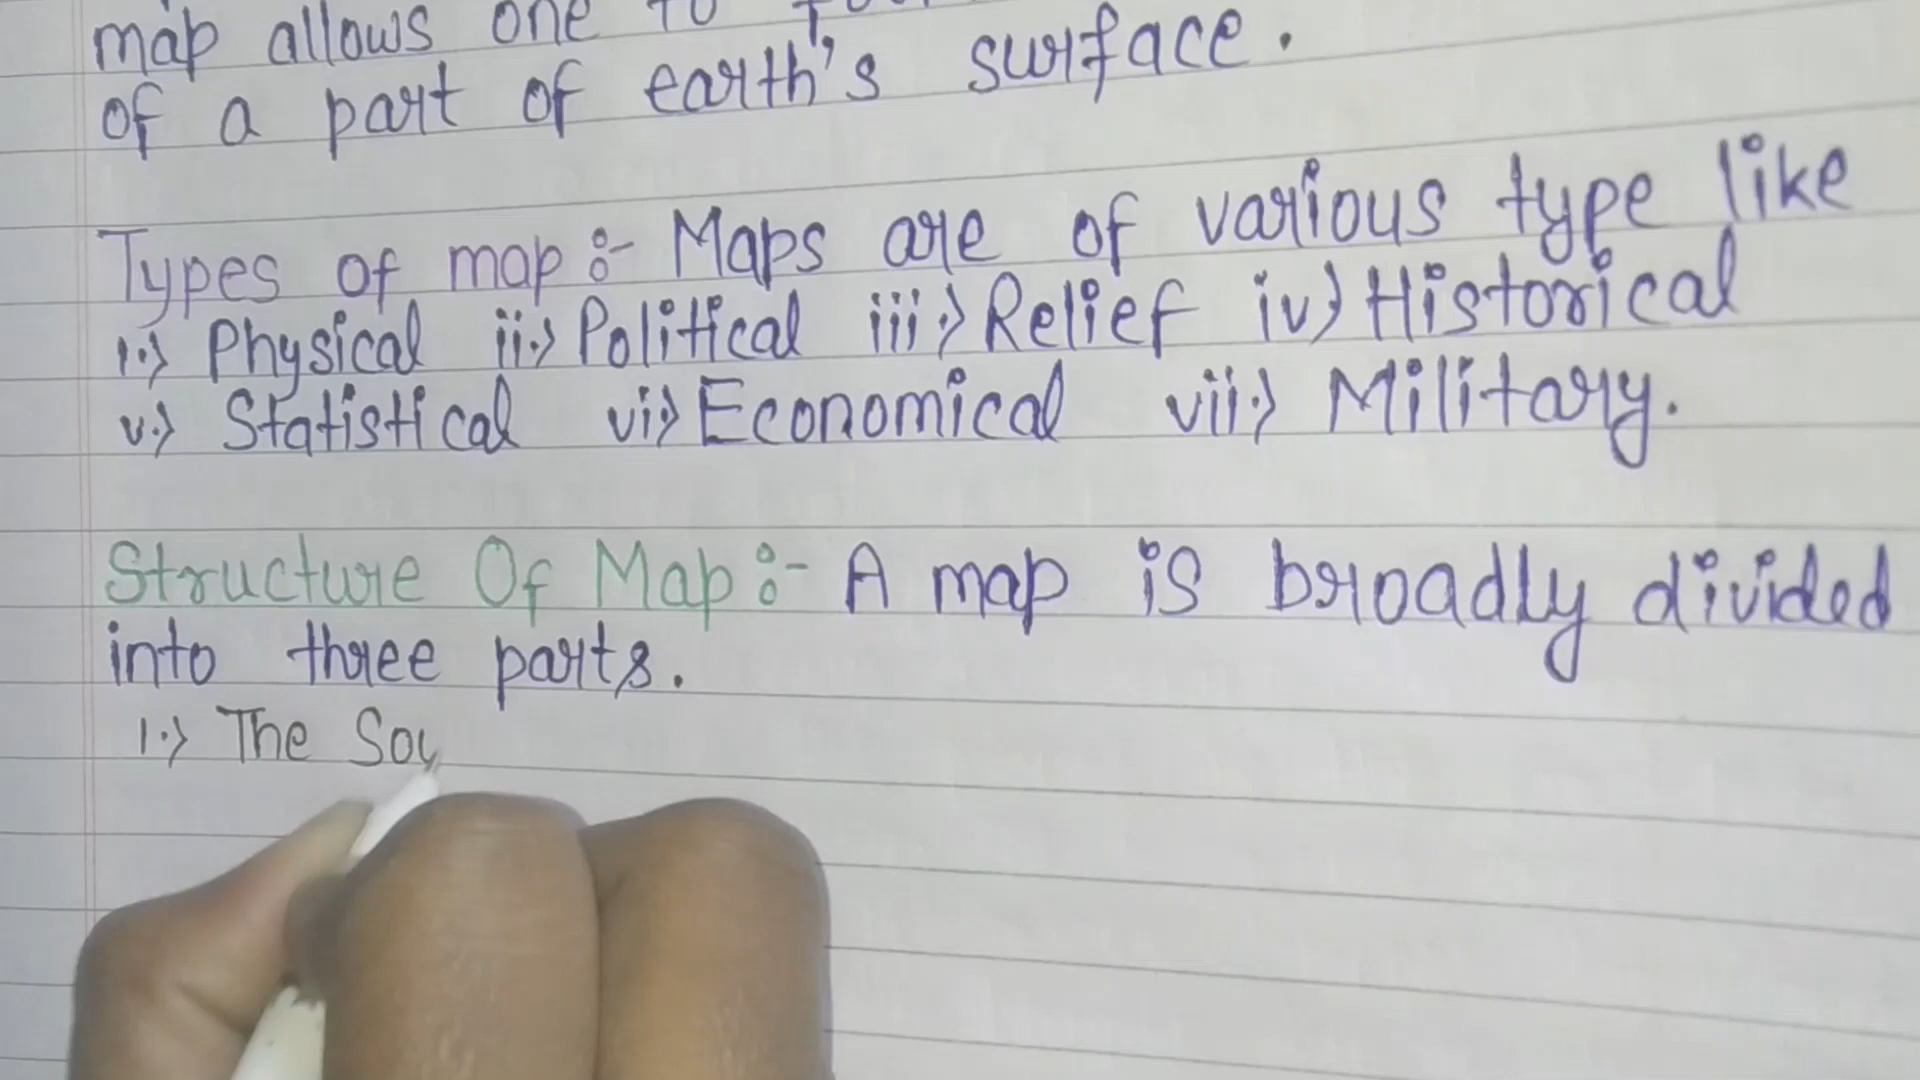 map allows one to
of a part of earth's surface.
Types of map :- Maps are of various type like
i.) Physical ii.) Political iii.) Relief iv) Historical
v.) Statistical vi) Economical vii.) Military.
Structure Of Map :- A map is broadly divided
into three parts.
1.) The Sou